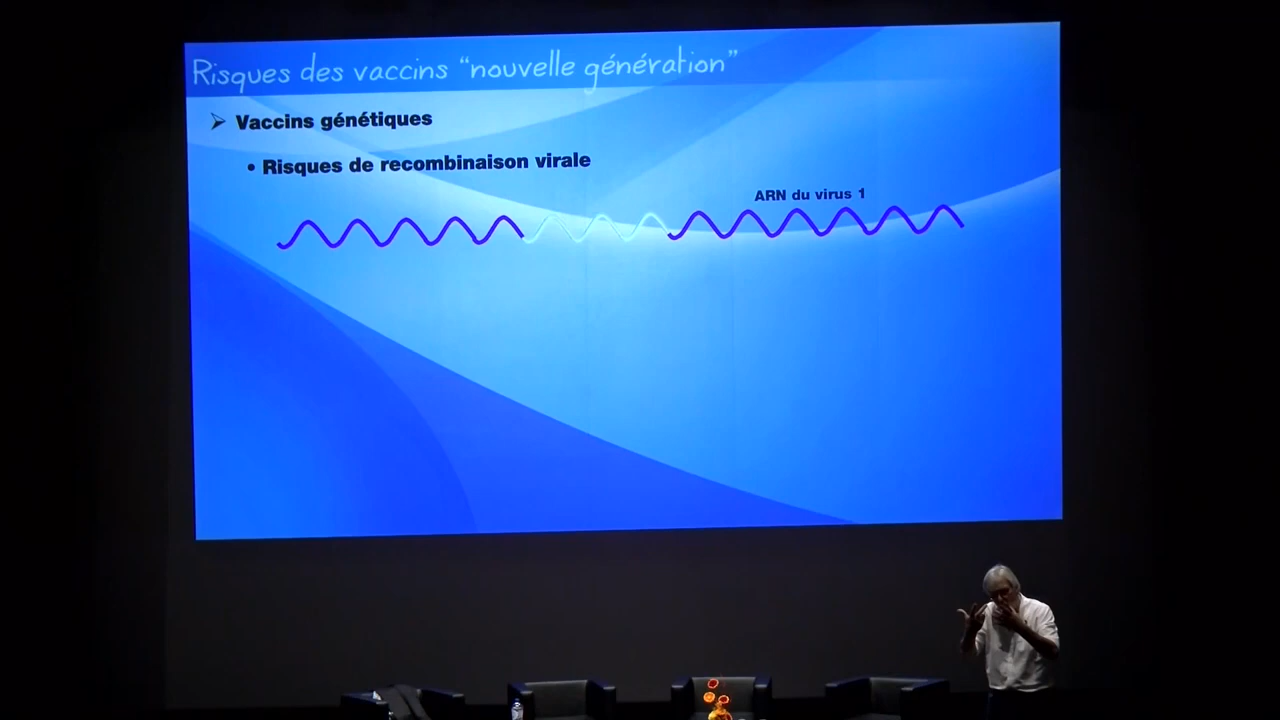 Risques des vaccins “nouvelle génération”
➢ Vaccins génétiques
• Risques de recombinaison virale
ARN du virus 1